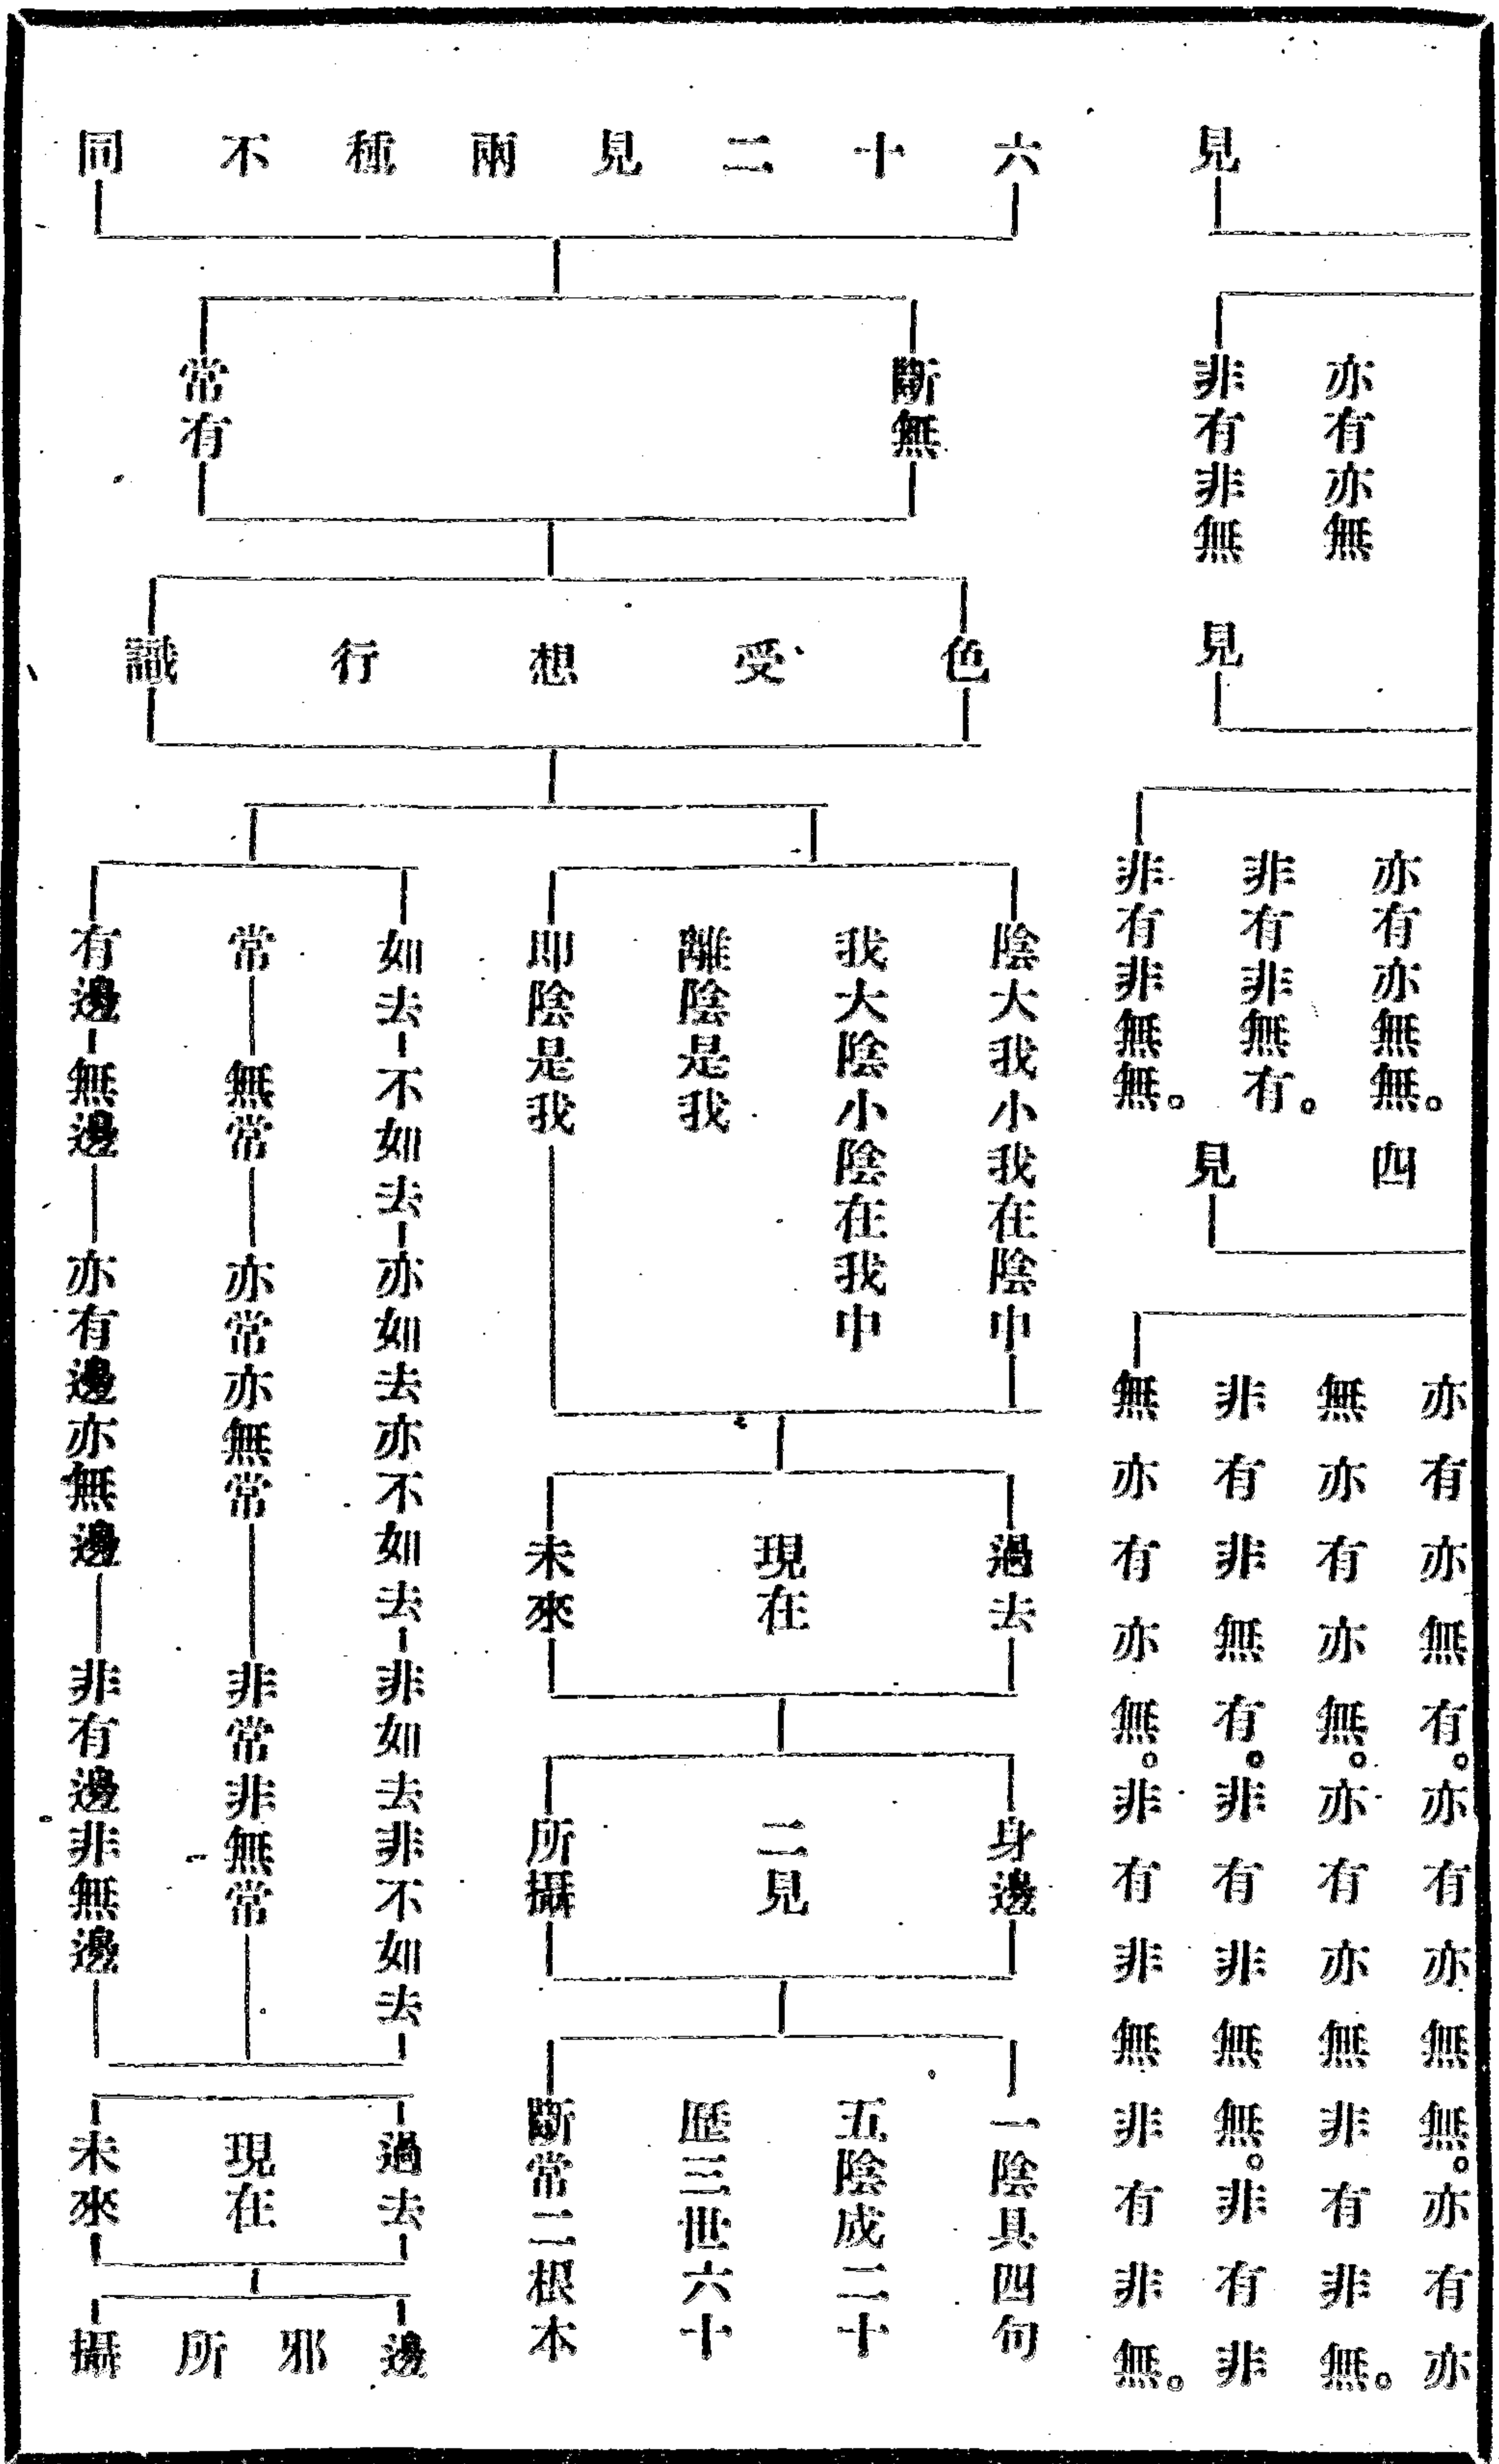 見
亦有亦無
非有非無
見
亦有亦無無。
非有非無有。
非有非無無。
四
見
亦有亦無有。亦有亦無無。亦有亦
無亦有亦無。亦有亦無非有非無。
非有非無有。非有非無無。非有非
無亦有亦無。非有非無非有非無。
六十二見兩種不同
斷無
常有
色受想行識
陰大我小我在陰中
我大陰小陰在我中
離陰是我
即陰是我
過去
現在
未來
身邊
二見
所攝
一陰具四句
五陰成二十
歷三世六十
斷常二根本
如去 不如去 亦如去亦不如去 非如去非不如去
常 無常 亦常亦無常 非常非無常
有邊 無邊 亦有邊亦無邊 非有邊非無邊
過去
現在
未來
邊邪所攝